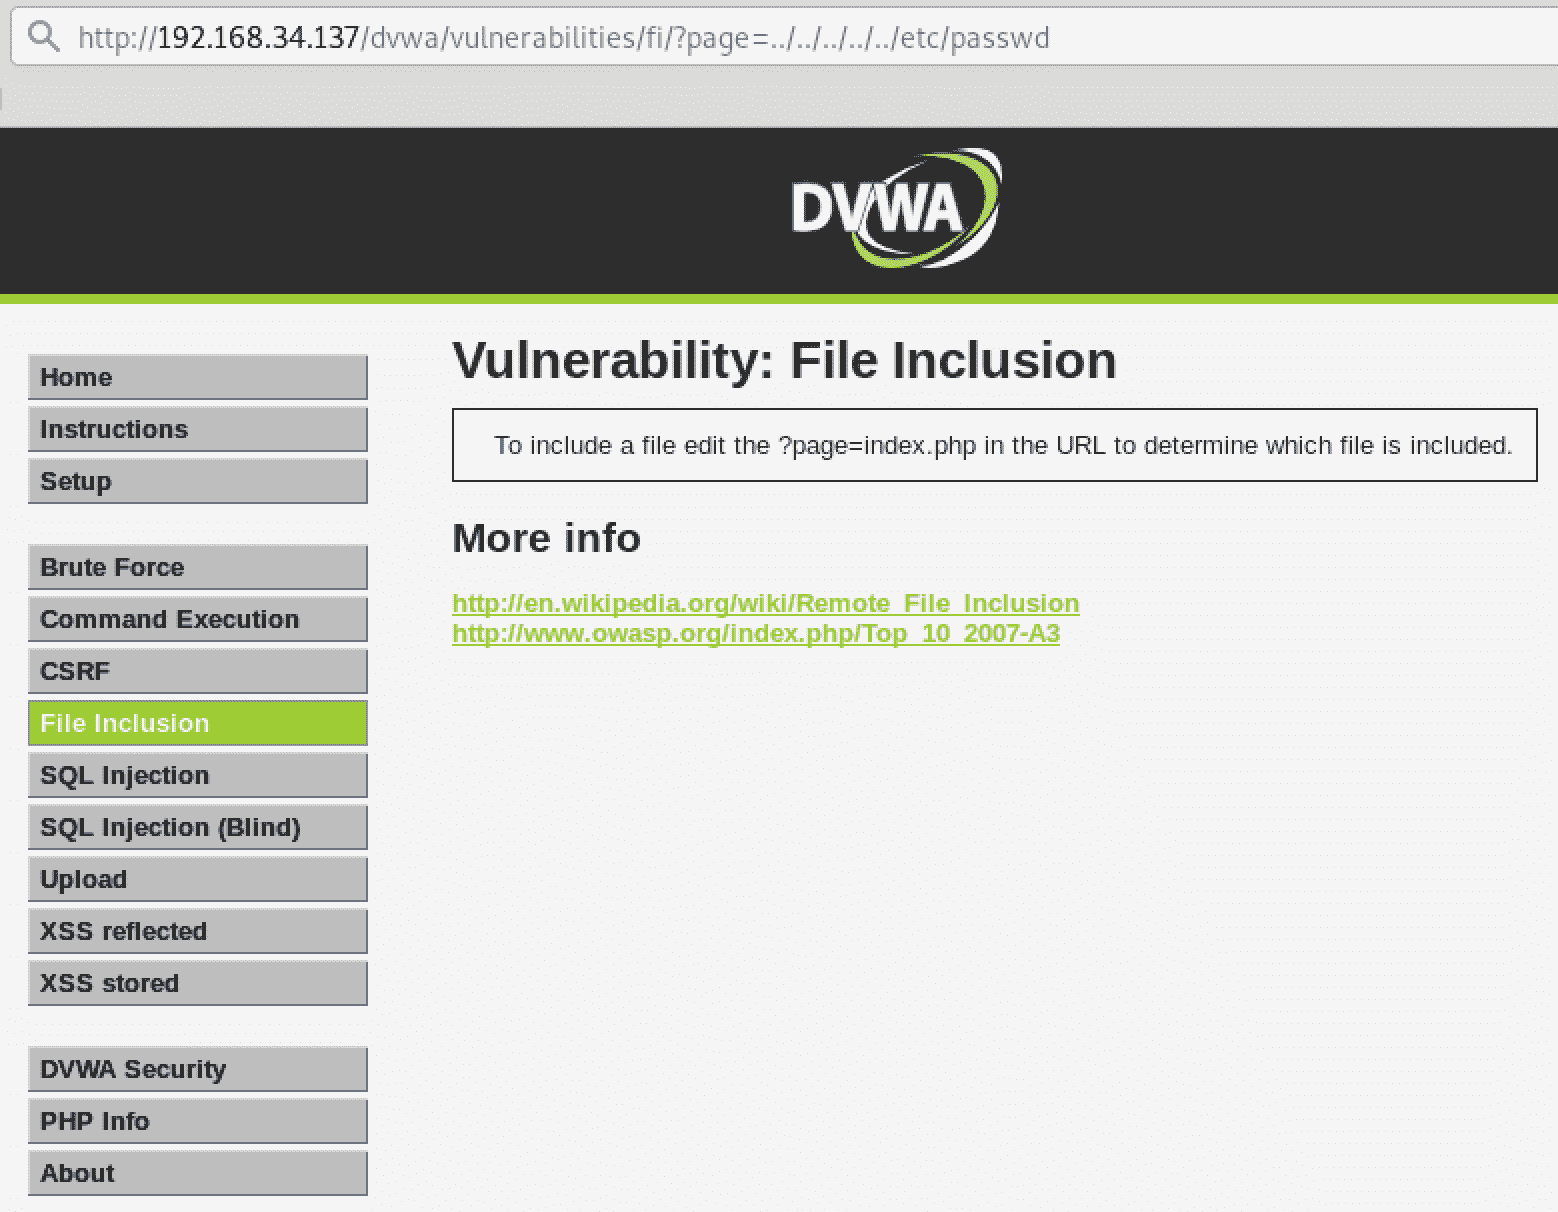 http://192.168.34.137/dvwa/vulnerabilities/fi/?page=../../../../../etc/passwd
DVWA
Home
Instructions
Setup
Brute Force
Command Execution
CSRF
File Inclusion
SQL Injection
SQL Injection (Blind)
Upload
XSS reflected
XSS stored
DVWA Security
PHP Info
About
Vulnerability: File Inclusion
To include a file edit the ?page=index.php in the URL to determine which file is included.
More info
http://en.wikipedia.org/wiki/Remote_File_Inclusion
http://www.owasp.org/index.php/Top_10_2007-A3